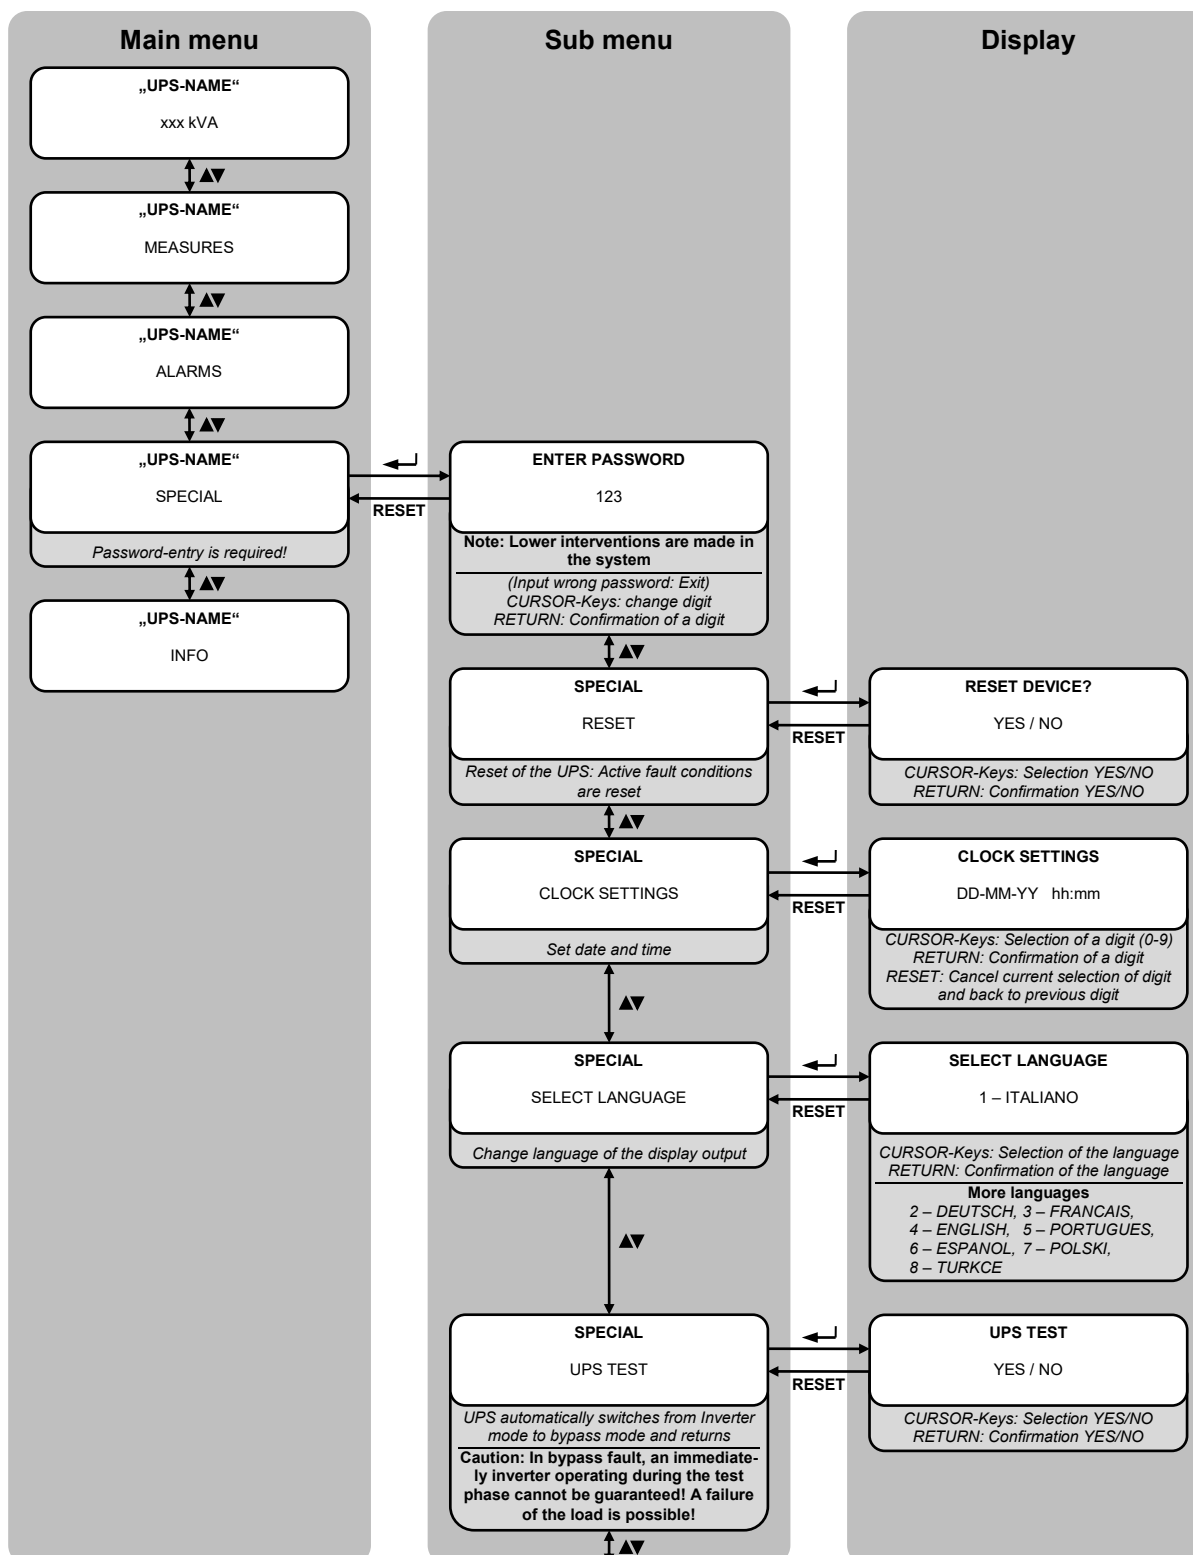 Main menu
„UPS-NAME“
xxx kVA
▲▼
„UPS-NAME“
MEASURES
▲▼
„UPS-NAME“
ALARMS
▲▼
„UPS-NAME“
SPECIAL
Password-entry is required!
▲▼
„UPS-NAME“
INFO
Sub menu
RESET
ENTER PASSWORD
123
Note: Lower interventions are made in
the system
(Input wrong password: Exit)
CURSOR-Keys: change digit
RETURN: Confirmation of a digit
▲▼
SPECIAL
RESET
Reset of the UPS: Active fault conditions
are reset
▲▼
SPECIAL
CLOCK SETTINGS
Set date and time
▲▼
SPECIAL
SELECT LANGUAGE
Change language of the display output
▲▼
SPECIAL
UPS TEST
UPS automatically switches from Inverter
mode to bypass mode and returns
Caution: In bypass fault, an immediate-
ly inverter operating during the test
phase cannot be guaranteed! A failure
of the load is possible!
▲▼
Display
RESET
RESET DEVICE?
YES / NO
CURSOR-Keys: Selection YES/NO
RETURN: Confirmation YES/NO
RESET
CLOCK SETTINGS
DD-MM-YY hh:mm
CURSOR-Keys: Selection of a digit (0-9)
RETURN: Confirmation of a digit
RESET: Cancel current selection of digit
and back to previous digit
RESET
SELECT LANGUAGE
1 – ITALIANO
CURSOR-Keys: Selection of the language
RETURN: Confirmation of the language
More languages
2 – DEUTSCH, 3 – FRANCAIS,
4 – ENGLISH, 5 – PORTUGUES,
6 – ESPANOL, 7 – POLSKI,
8 – TURKCE
RESET
UPS TEST
YES / NO
CURSOR-Keys: Selection YES/NO
RETURN: Confirmation YES/NO